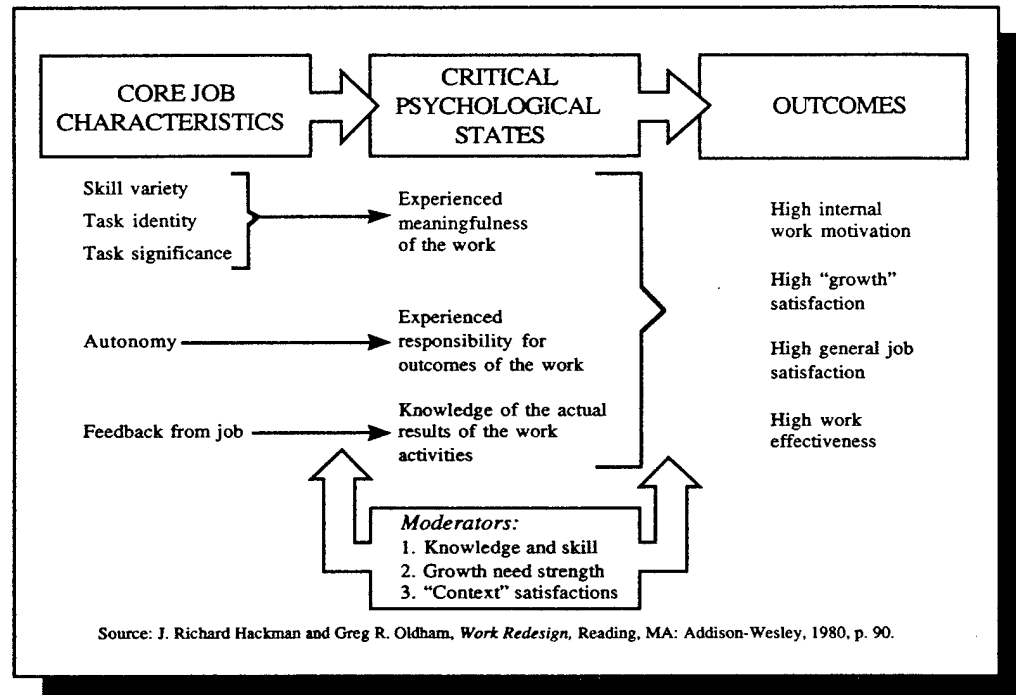 CORE JOB
CHARACTERISTICS
CRITICAL
PSYCHOLOGICAL
STATES
OUTCOMES
Skill variety
Task identity
Task significance
Experienced
meaningfulness
of the work
Autonomy
Experienced
responsibility for
outcomes of the work
Feedback from job
Knowledge of the actual
results of the work
activities
High internal
work motivation
High “growth”
satisfaction
High general job
satisfaction
High work
effectiveness
Moderators:
1. Knowledge and skill
2. Growth need strength
3. “Context” satisfactions
Source: J. Richard Hackman and Greg R. Oldham, Work Redesign, Reading, MA: Addison-Wesley, 1980, p. 90.